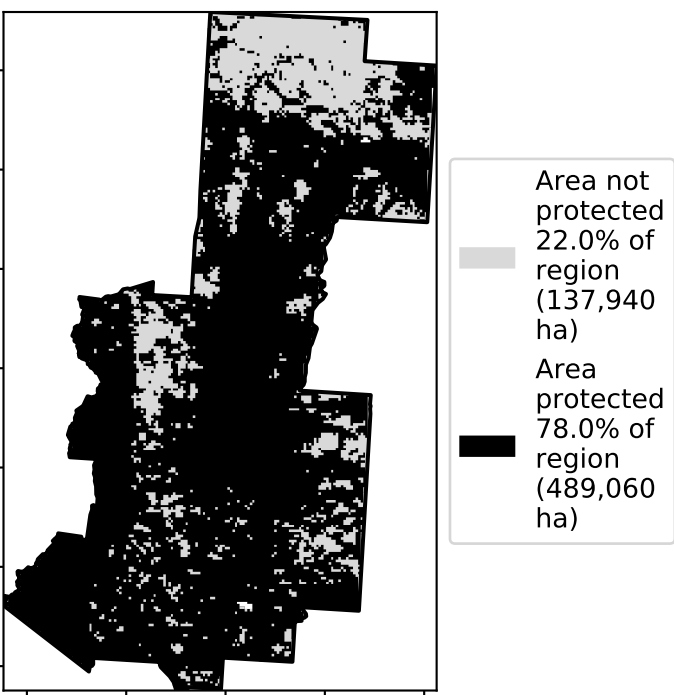 Area not
protected
22.0% of
region
(137,940
ha)
Area
protected
78.0% of
region
(489,060
ha)